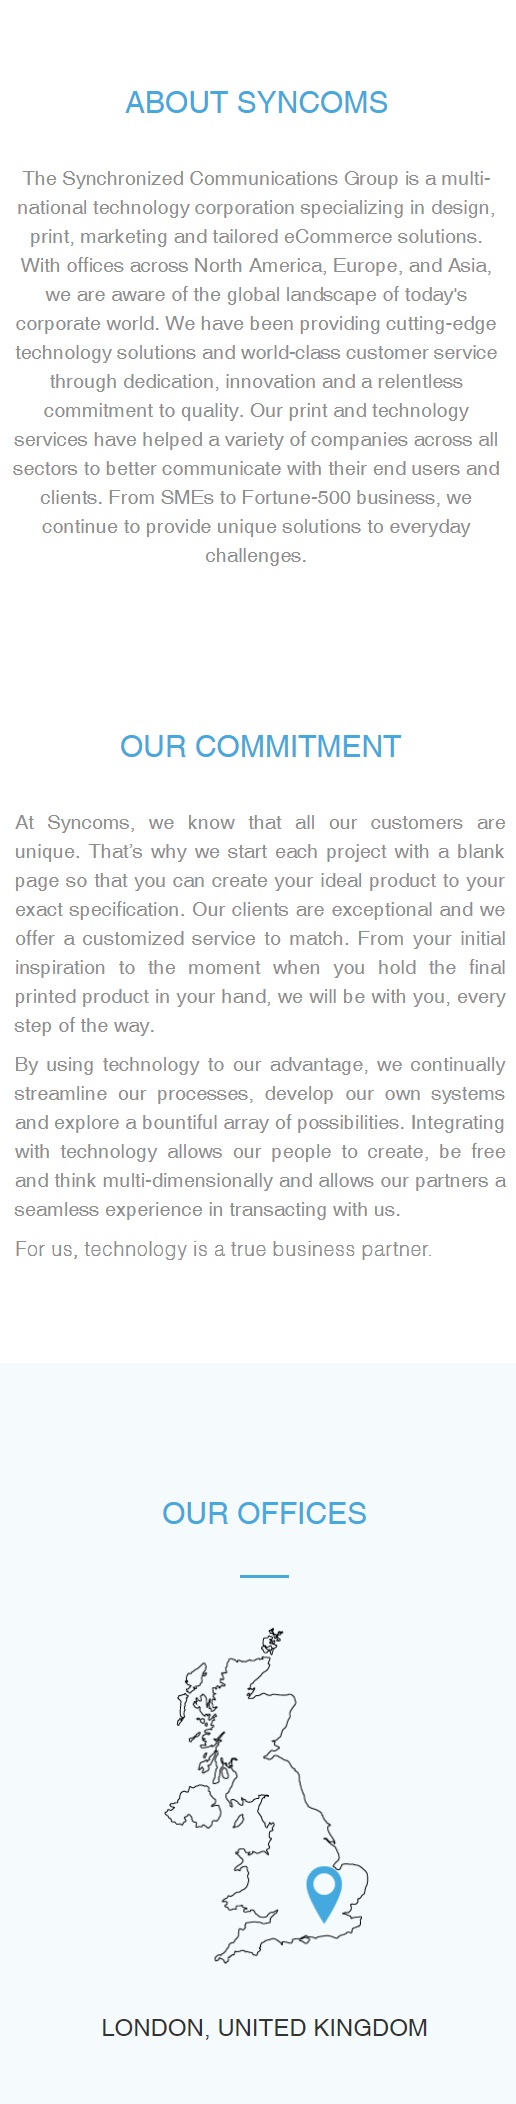 ABOUT SYNCOMS
The Synchronized Communications Group is a multi-
national technology corporation specializing in design,
print, marketing and tailored eCommerce solutions.
With offices across North America, Europe, and Asia,
we are aware of the global landscape of today's
corporate world. We have been providing cutting-edge
technology solutions and world-class customer service
through dedication, innovation and a relentless
commitment to quality. Our print and technology
services have helped a variety of companies across all
sectors to better communicate with their end users and
clients. From SMEs to Fortune-500 business, we
continue to provide unique solutions to everyday
challenges.
OUR COMMITMENT
At Syncoms, we know that all our customers are
unique. That’s why we start each project with a blank
page so that you can create your ideal product to your
exact specification. Our clients are exceptional and we
offer a customized service to match. From your initial
inspiration to the moment when you hold the final
printed product in your hand, we will be with you, every
step of the way.
By using technology to our advantage, we continually
streamline our processes, develop our own systems
and explore a bountiful array of possibilities. Integrating
with technology allows our people to create, be free
and think multi-dimensionally and allows our partners a
seamless experience in transacting with us.
For us, technology is a true business partner.
OUR OFFICES
LONDON, UNITED KINGDOM